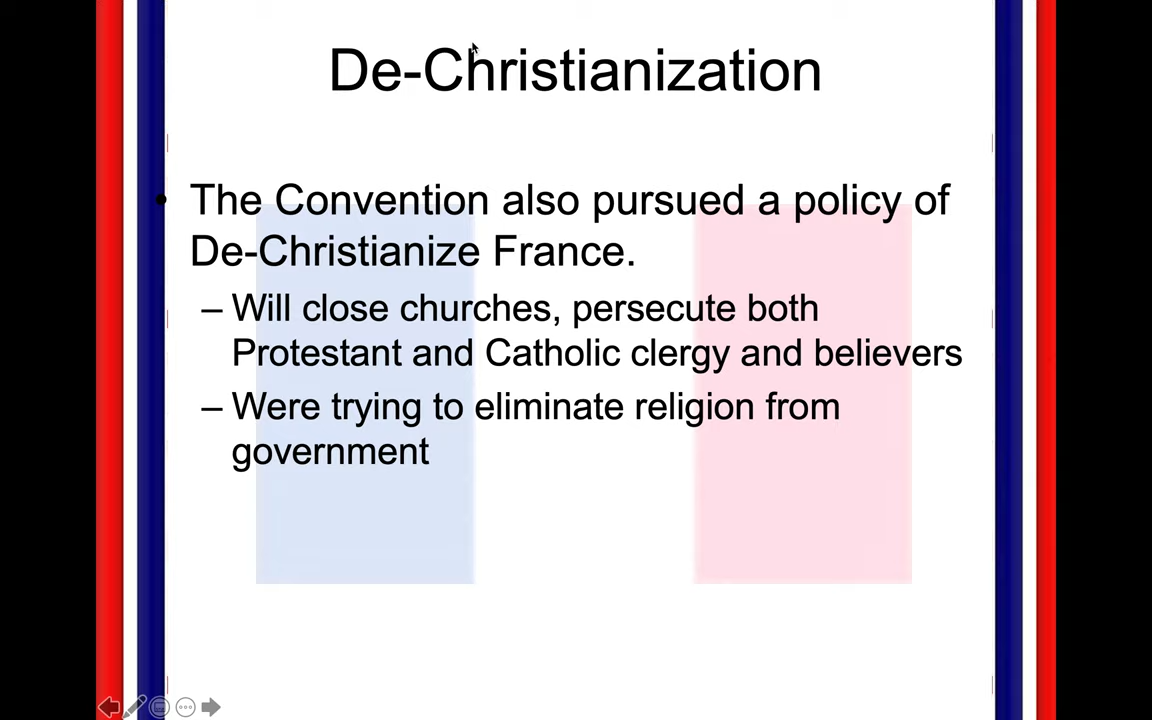 De-Christianization
• The Convention also pursued a policy of
De-Christianize France.
– Will close churches, persecute both
Protestant and Catholic clergy and believers
– Were trying to eliminate religion from
government